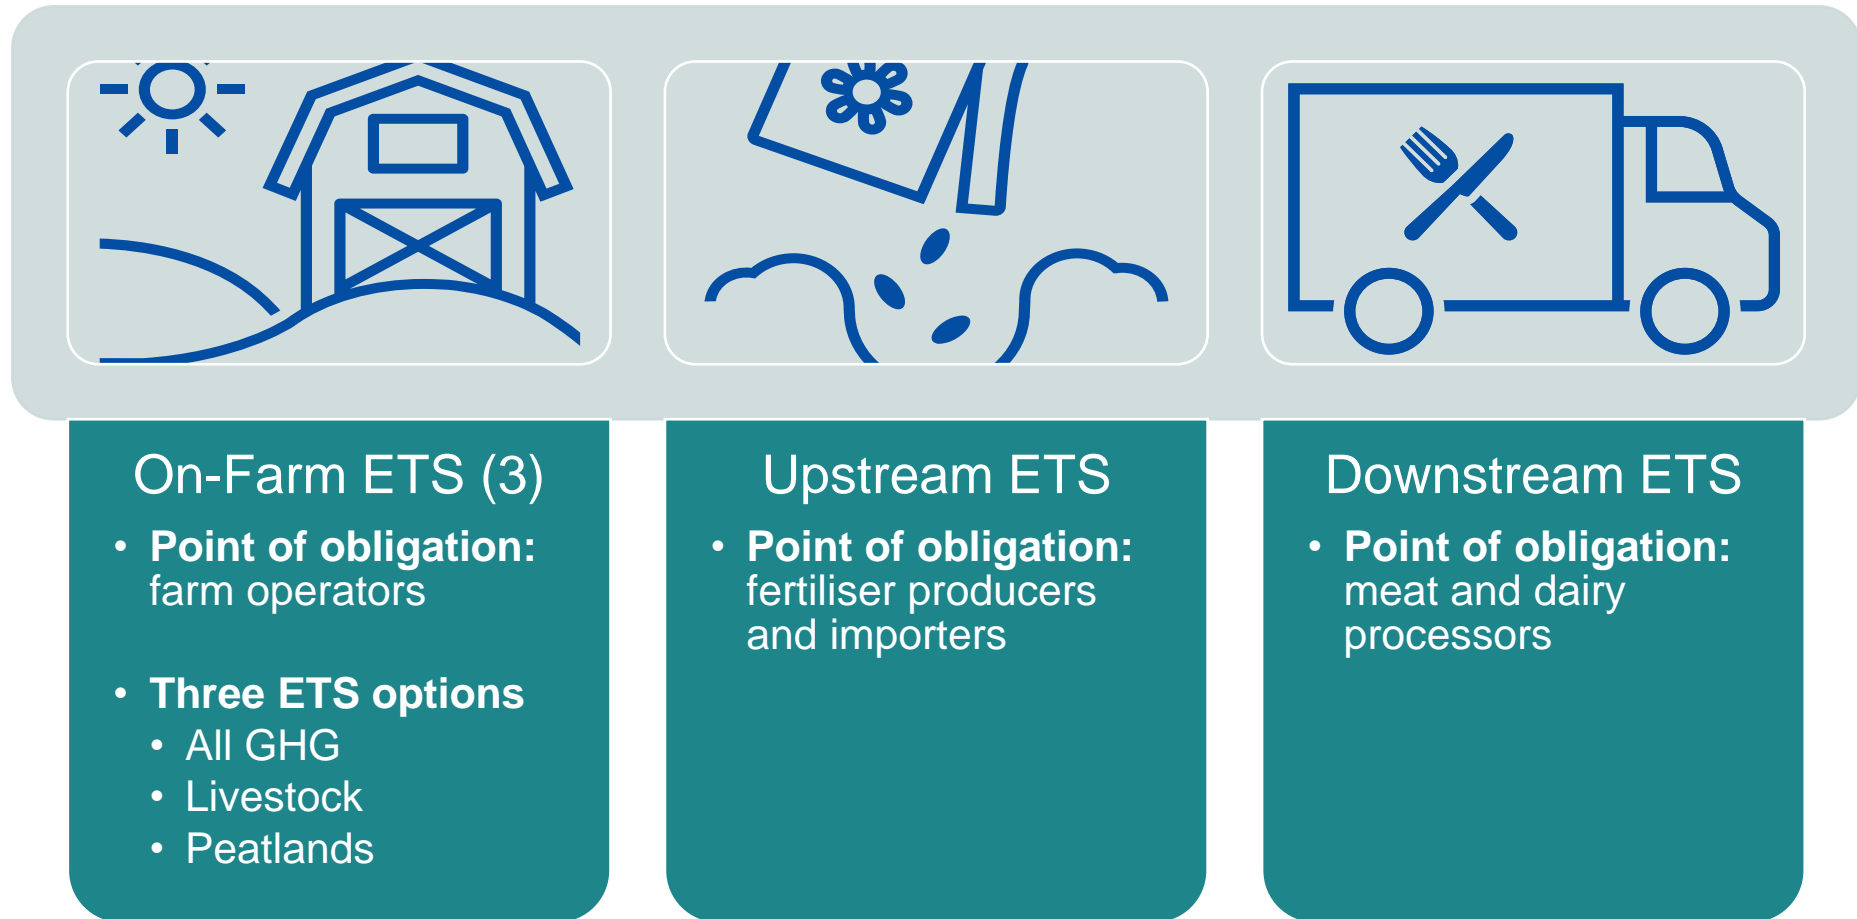 On-Farm ETS (3)
• Point of obligation:
farm operators
• Three ETS options
• All GHG
• Livestock
• Peatlands
Upstream ETS
• Point of obligation:
fertiliser producers
and importers
Downstream ETS
• Point of obligation:
meat and dairy
processors